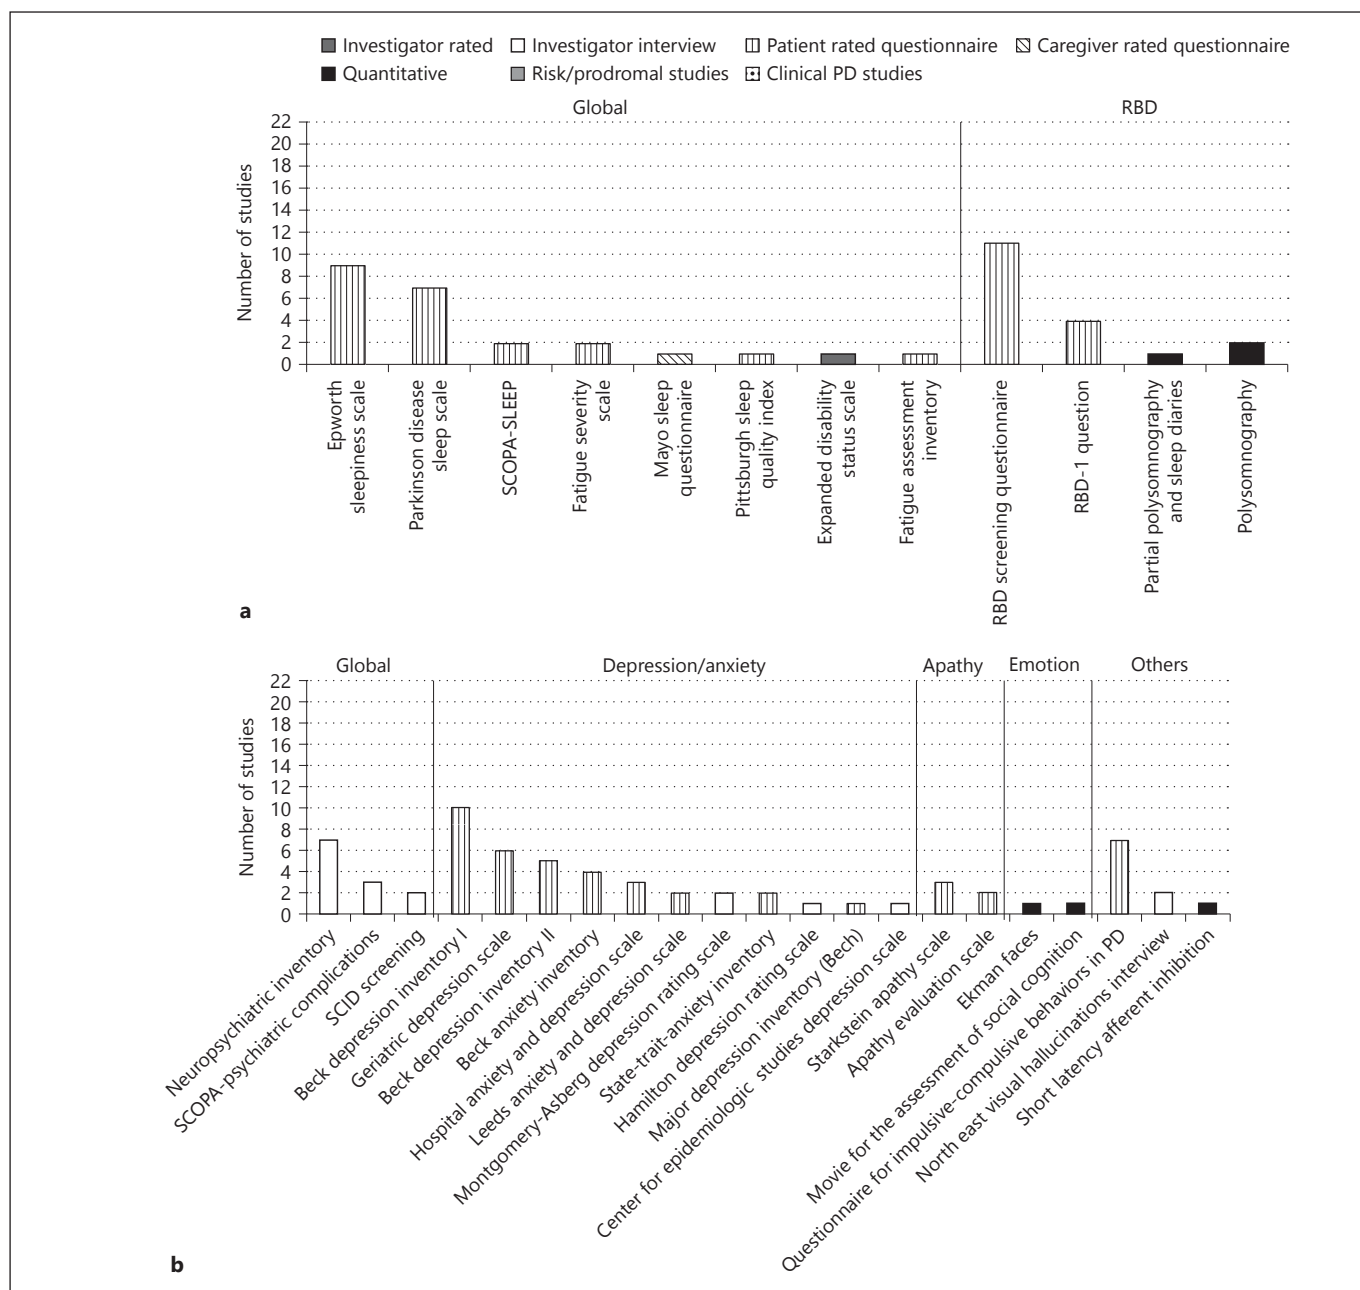 Investigator rated Investigator interview Patient rated questionnaire Caregiver rated questionnaire
Quantitative Risk/prodromal studies Clinical PD studies
Global RBD
Number of studies
22
20
18
16
14
12
10
8
6
4
2
0
Epworth
sleepiness scale
Parkinson disease
sleep scale
SCOPA-SLEEP
Fatigue severity
scale
Mayo sleep
questionnaire
Pittsburgh sleep
quality index
Expanded disability
status scale
Fatigue assessment
inventory
RBD screening questionnaire
RBD-1 question
Partial polysomnography
and sleep diaries
Polysomnography
a
Global Depression/anxiety Apathy Emotion Others
Number of studies
22
20
18
16
14
12
10
8
6
4
2
0
Neuropsychiatric inventory
SCOPA-psychiatric complications
SCID screening
Beck depression inventory I
Geriatric depression scale
Beck depression inventory II
Beck anxiety inventory
Hospital anxiety and depression scale
Leeds anxiety and depression scale
Montgomery-Asberg depression rating scale
State-trait-anxiety inventory
Hamilton depression rating scale
Major depression inventory (Bech)
Center for epidemiologic studies depression scale
Starkstein apathy scale
Apathy evaluation scale
Ekman faces
Movie for the assessment of social cognition
Questionnaire for impulsive-compulsive behaviors in PD
North east visual hallucinations interview
Short latency afferent inhibition
b